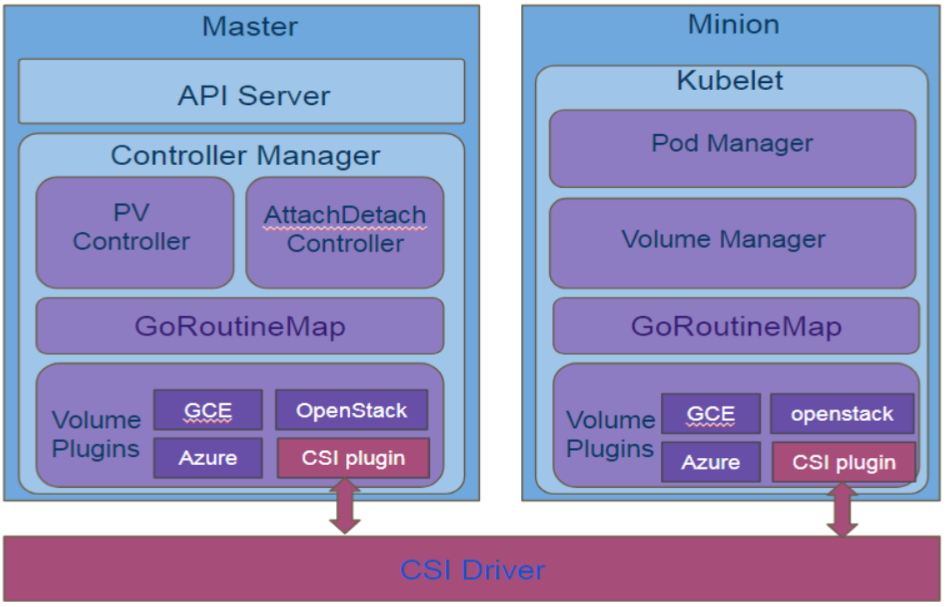 Master
API Server
Controller Manager
PV
Controller
AttachDetach
Controller
GoRoutineMap
Volume
Plugins
GCE
OpenStack
Azure
CSI plugin
Minion
Kubelet
Pod Manager
Volume Manager
GoRoutineMap
Volume
Plugins
GCE
openstack
Azure
CSI plugin
CSI Driver